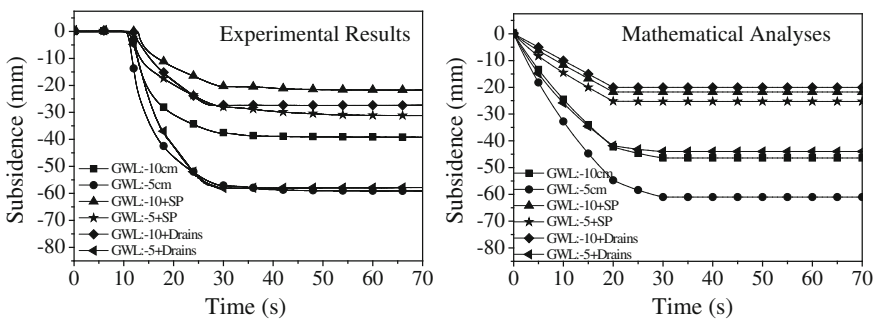 Experimental Results
Subsidence (mm)
0
-10
-20
-30
-40
-50
-60
-70
-80
GWL:-10cm
GWL:-5cm
GWL:-10+SP
GWL:-5+SP
GWL:-10+Drains
GWL:-5+Drains
0 10 20 30 40 50 60 70
Time (s)
Mathematical Analyses
Subsidence (mm)
0
-10
-20
-30
-40
-50
-60
-70
-80
GWL:-10cm
GWL:-5cm
GWL:-10+SP
GWL:-5+SP
GWL:-10+Drains
GWL:-5+Drains
0 10 20 30 40 50 60 70
Time (s)